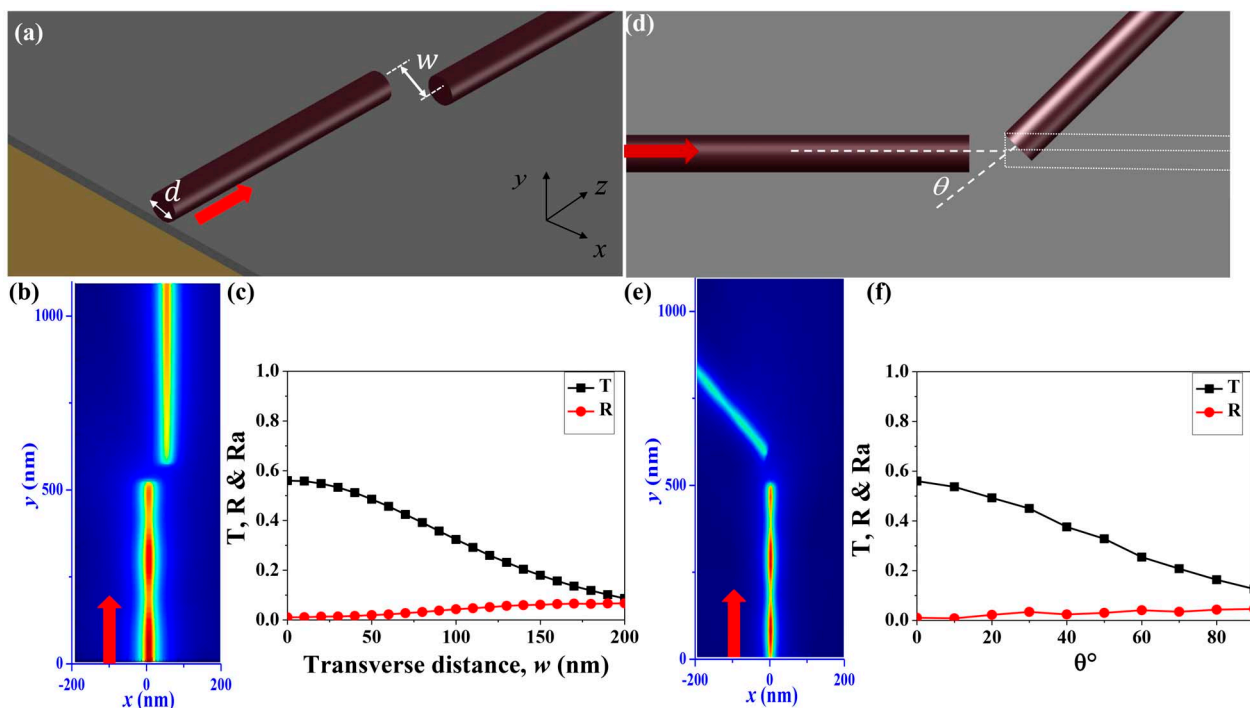 (a)
w
d
y
z
x
(d)
θ
(b)
1000
500
0
y (nm)
-200
0
200
x (nm)
(c)
1.0
0.8
0.6
0.4
0.2
0.0
T, R & Ra
T
R
0
50
100
150
200
Transverse distance, w (nm)
(e)
1000
500
0
y (nm)
-200
0
200
x (nm)
(f)
1.0
0.8
0.6
0.4
0.2
0.0
T, R & Ra
T
R
0
20
40
60
80
θ°